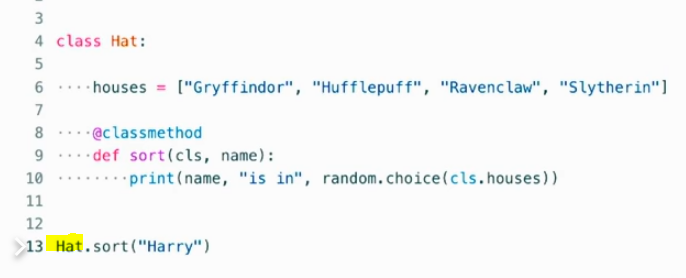 3
4 class Hat:
5
6 ····houses = ["Gryffindor", "Hufflepuff", "Ravenclaw", "Slytherin"]
7
8 ····@classmethod
9 ····def sort(cls, name):
10 ········print(name, "is in", random.choice(cls.houses))
11
12
13 Hat.sort("Harry")